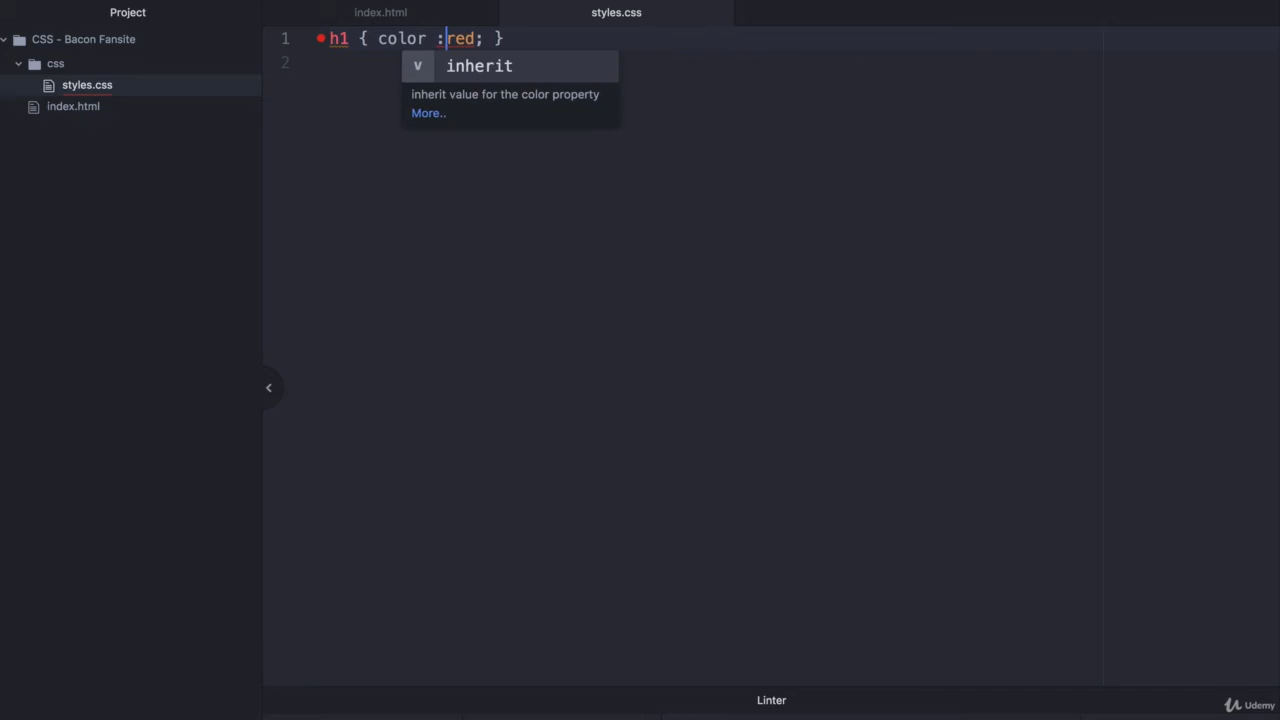 Project
index.html
styles.css
CSS - Bacon Fansite
css
styles.css
index.html
1 h1 { color :red; }
2
v inherit
inherit value for the color property
More..
Linter
Udemy